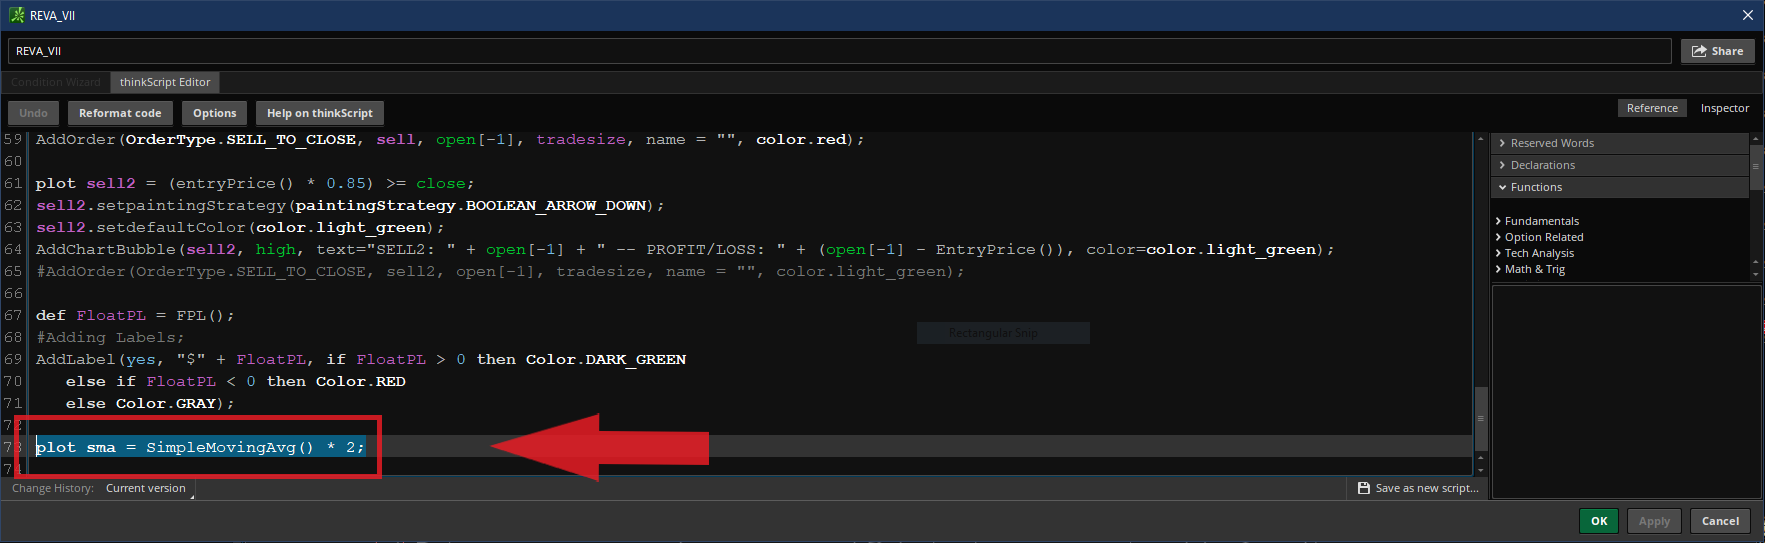 REVA_VII
REVA_VII
Share
Condition Wizard thinkScript Editor
Undo Reformat code Options Help on thinkScript
Reference Inspector
59 AddOrder(OrderType.SELL_TO_CLOSE, sell, open[-1], tradesize, name = "", color.red);
60
61 plot sell2 = (entryPrice() * 0.85) >= close;
62 sell2.setpaintingStrategy(paintingStrategy.BOOLEAN_ARROW_DOWN);
63 sell2.setdefaultColor(color.light_green);
64 AddChartBubble(sell2, high, text="SELL2: " + open[-1] + " -- PROFIT/LOSS: " + (open[-1] - EntryPrice()), color=color.light_green);
65 #AddOrder(OrderType.SELL_TO_CLOSE, sell2, open[-1], tradesize, name = "", color.light_green);
66
67 def FloatPL = FPL();
68 #Adding Labels;
69 AddLabel(yes, "$" + FloatPL, if FloatPL > 0 then Color.DARK_GREEN
70 else if FloatPL < 0 then Color.RED
71 else Color.GRAY);
72
73 plot sma = SimpleMovingAvg() * 2;
74
Rectangular Snip
Reserved Words
Declarations
Functions
Fundamentals
Option Related
Tech Analysis
Math & Trig
Change History: Current version
Save as new script...
OK Apply Cancel